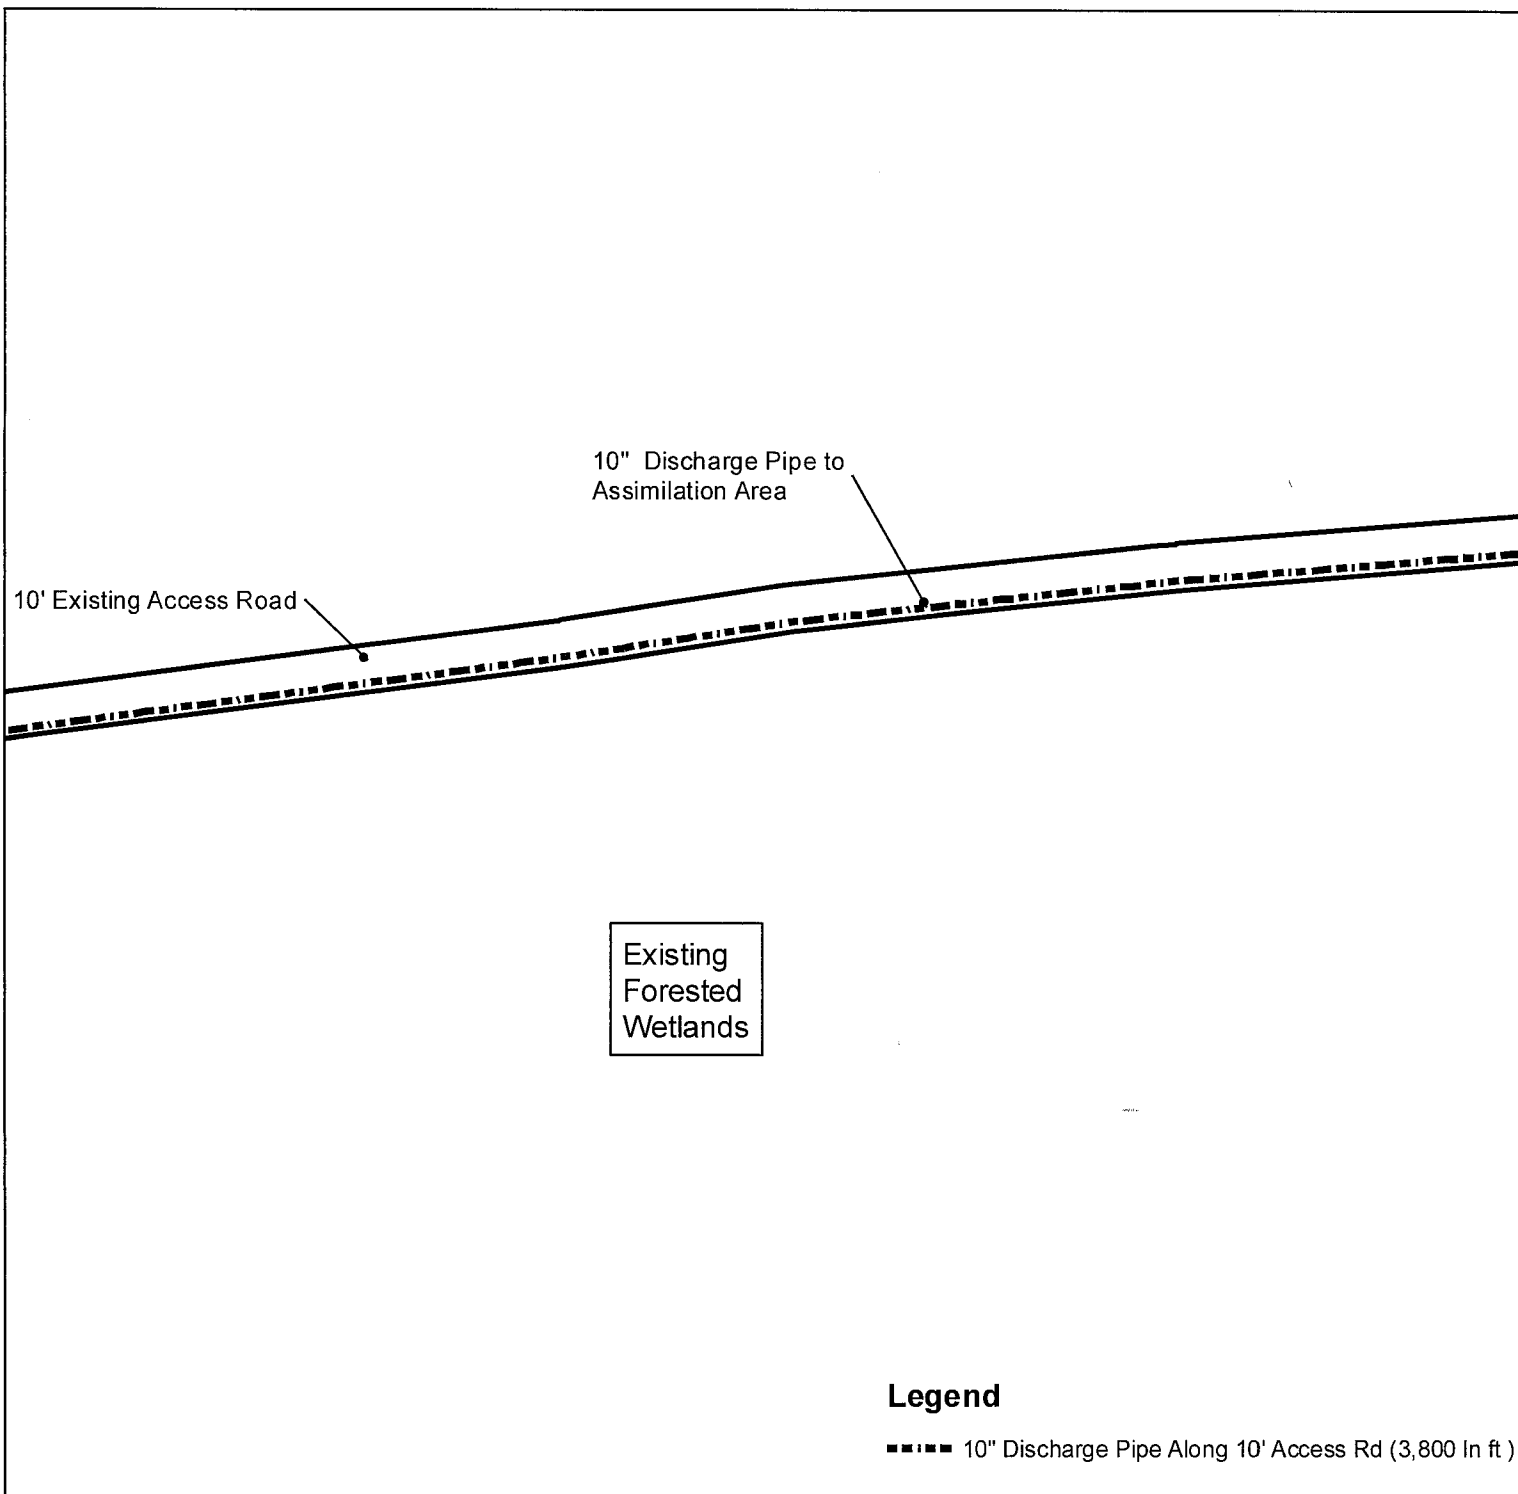 10" Discharge Pipe to
Assimilation Area
10' Existing Access Road
Existing
Forested
Wetlands
Legend
10" Discharge Pipe Along 10' Access Rd (3,800 ln ft )